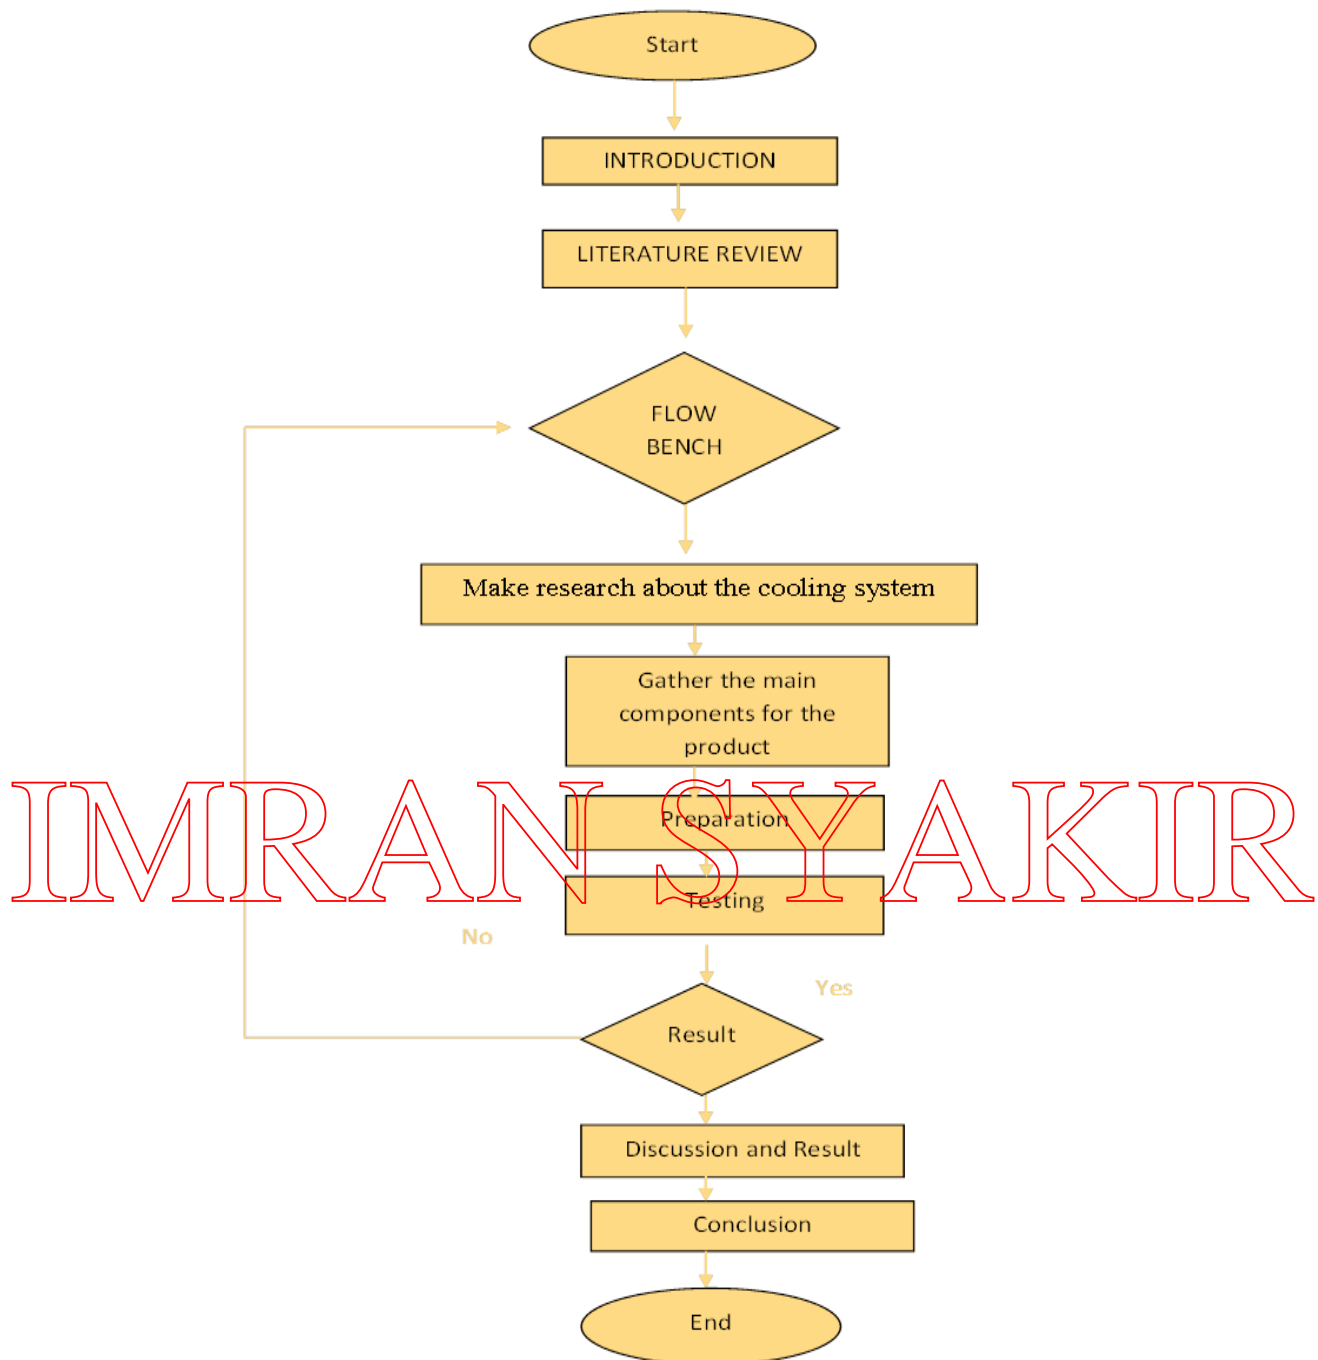 Start
INTRODUCTION
LITERATURE REVIEW
FLOW
BENCH
Make research about the cooling system
Gather the main
components for the
product
IMRAN SYAKIR
Preparation
Testing
No
Yes
Result
Discussion and Result
Conclusion
End